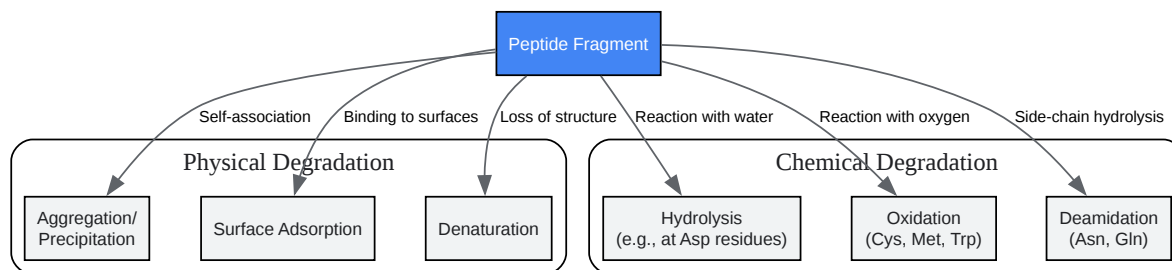 Peptide Fragment
Self-association
Binding to surfaces
Loss of structure
Reaction with water
Reaction with oxygen
Side-chain hydrolysis
Physical Degradation
Chemical Degradation
Aggregation/
Precipitation
Surface Adsorption
Denaturation
Hydrolysis
(e.g., at Asp residues)
Oxidation
(Cys, Met, Trp)
Deamidation
(Asn, Gln)